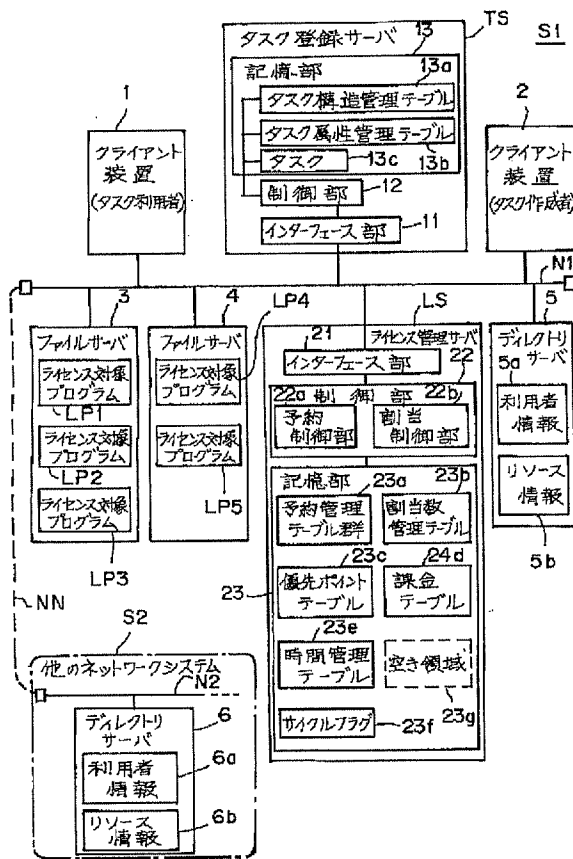 TS
S1
タスク登録サーバ
13
記憶部
13a
タスク構造管理テーブル
タスク属性管理テーブル
13b
タスク
13c
制御部
12
インターフェース部
11
1
クライアント
装置
(タスク利用者)
2
クライアント
装置
(タスク作成者)
N1
3
ファイルサーバ
ライセンス対象
プログラム
LP1
ライセンス対象
プログラム
LP2
ライセンス対象
プログラム
LP3
4
ファイルサーバ
LP4
ライセンス対象
プログラム
ライセンス対象
プログラム
LP5
LS
ライセンス管理サーバ
21
インターフェース部
22
22a
制御部
22b
予約
制御部
割当
制御部
記憶部
23
23a
予約管理
テーブル群
23b
割当数
管理テーブル
23c
優先ポイント
テーブル
24d
課金
テーブル
23e
時間管理
テーブル
空き領域
23g
サイクルフラグ
23f
5
ディレクトリ
サーバ
5a
利用者
情報
リソース
情報
5b
NN
S2
他のネットワークシステム
N2
ディレクトリ
サーバ
6
利用者
情報
6a
リソース
情報
6b